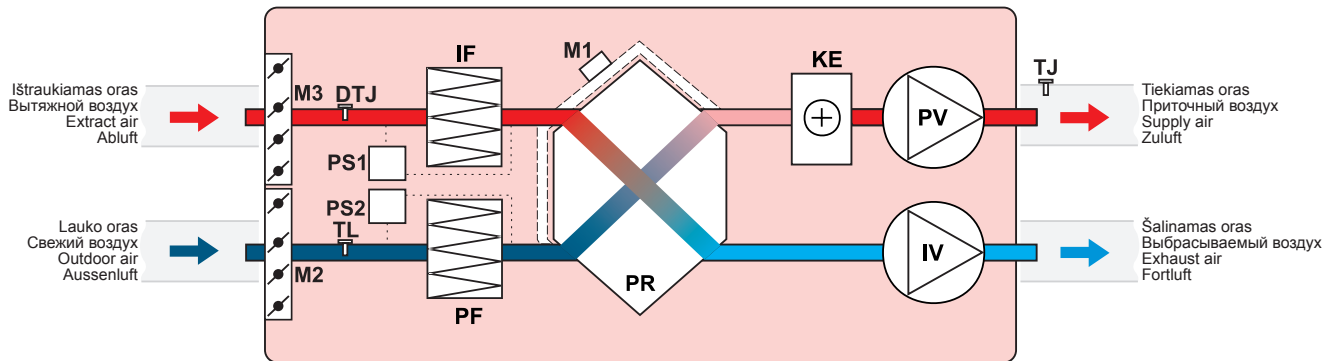 Ištraukiamas oras
Вытяжной воздух
Extract air
Abluft
M3
DTJ
IF
M1
KE
PV
TJ
Tiekiamas oras
Приточный воздух
Supply air
Zuluft
PS1
PS2
Lauko oras
Свежий воздух
Outdoor air
Aussenluft
M2
TL
PF
PR
IV
Šalinamas oras
Выбрасываемый воздух
Exhaust air
Fortluft